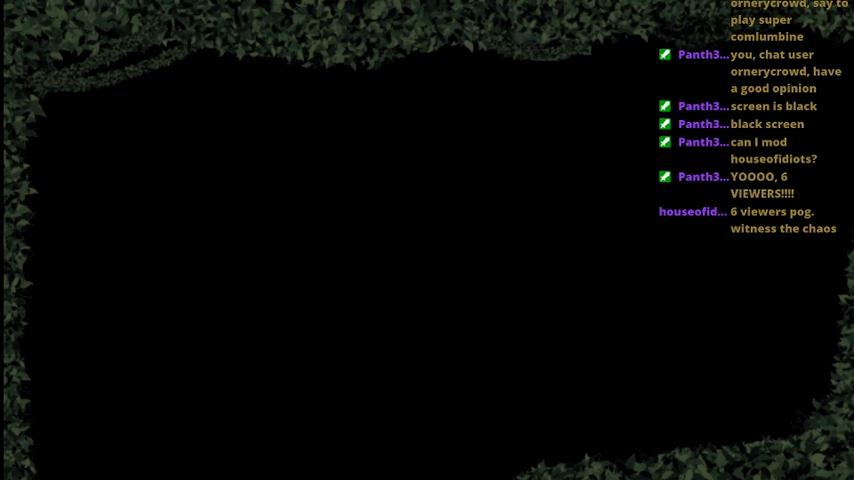 ornerycrowd, say to
play super
comlumbine
Panth3... you, chat user
ornerycrowd, have
a good opinion
Panth3... screen is black
Panth3... black screen
Panth3... can I mod
houseofidiots?
Panth3... YOOOO, 6
VIEWERS!!!!
houseofid... 6 viewers pog.
witness the chaos